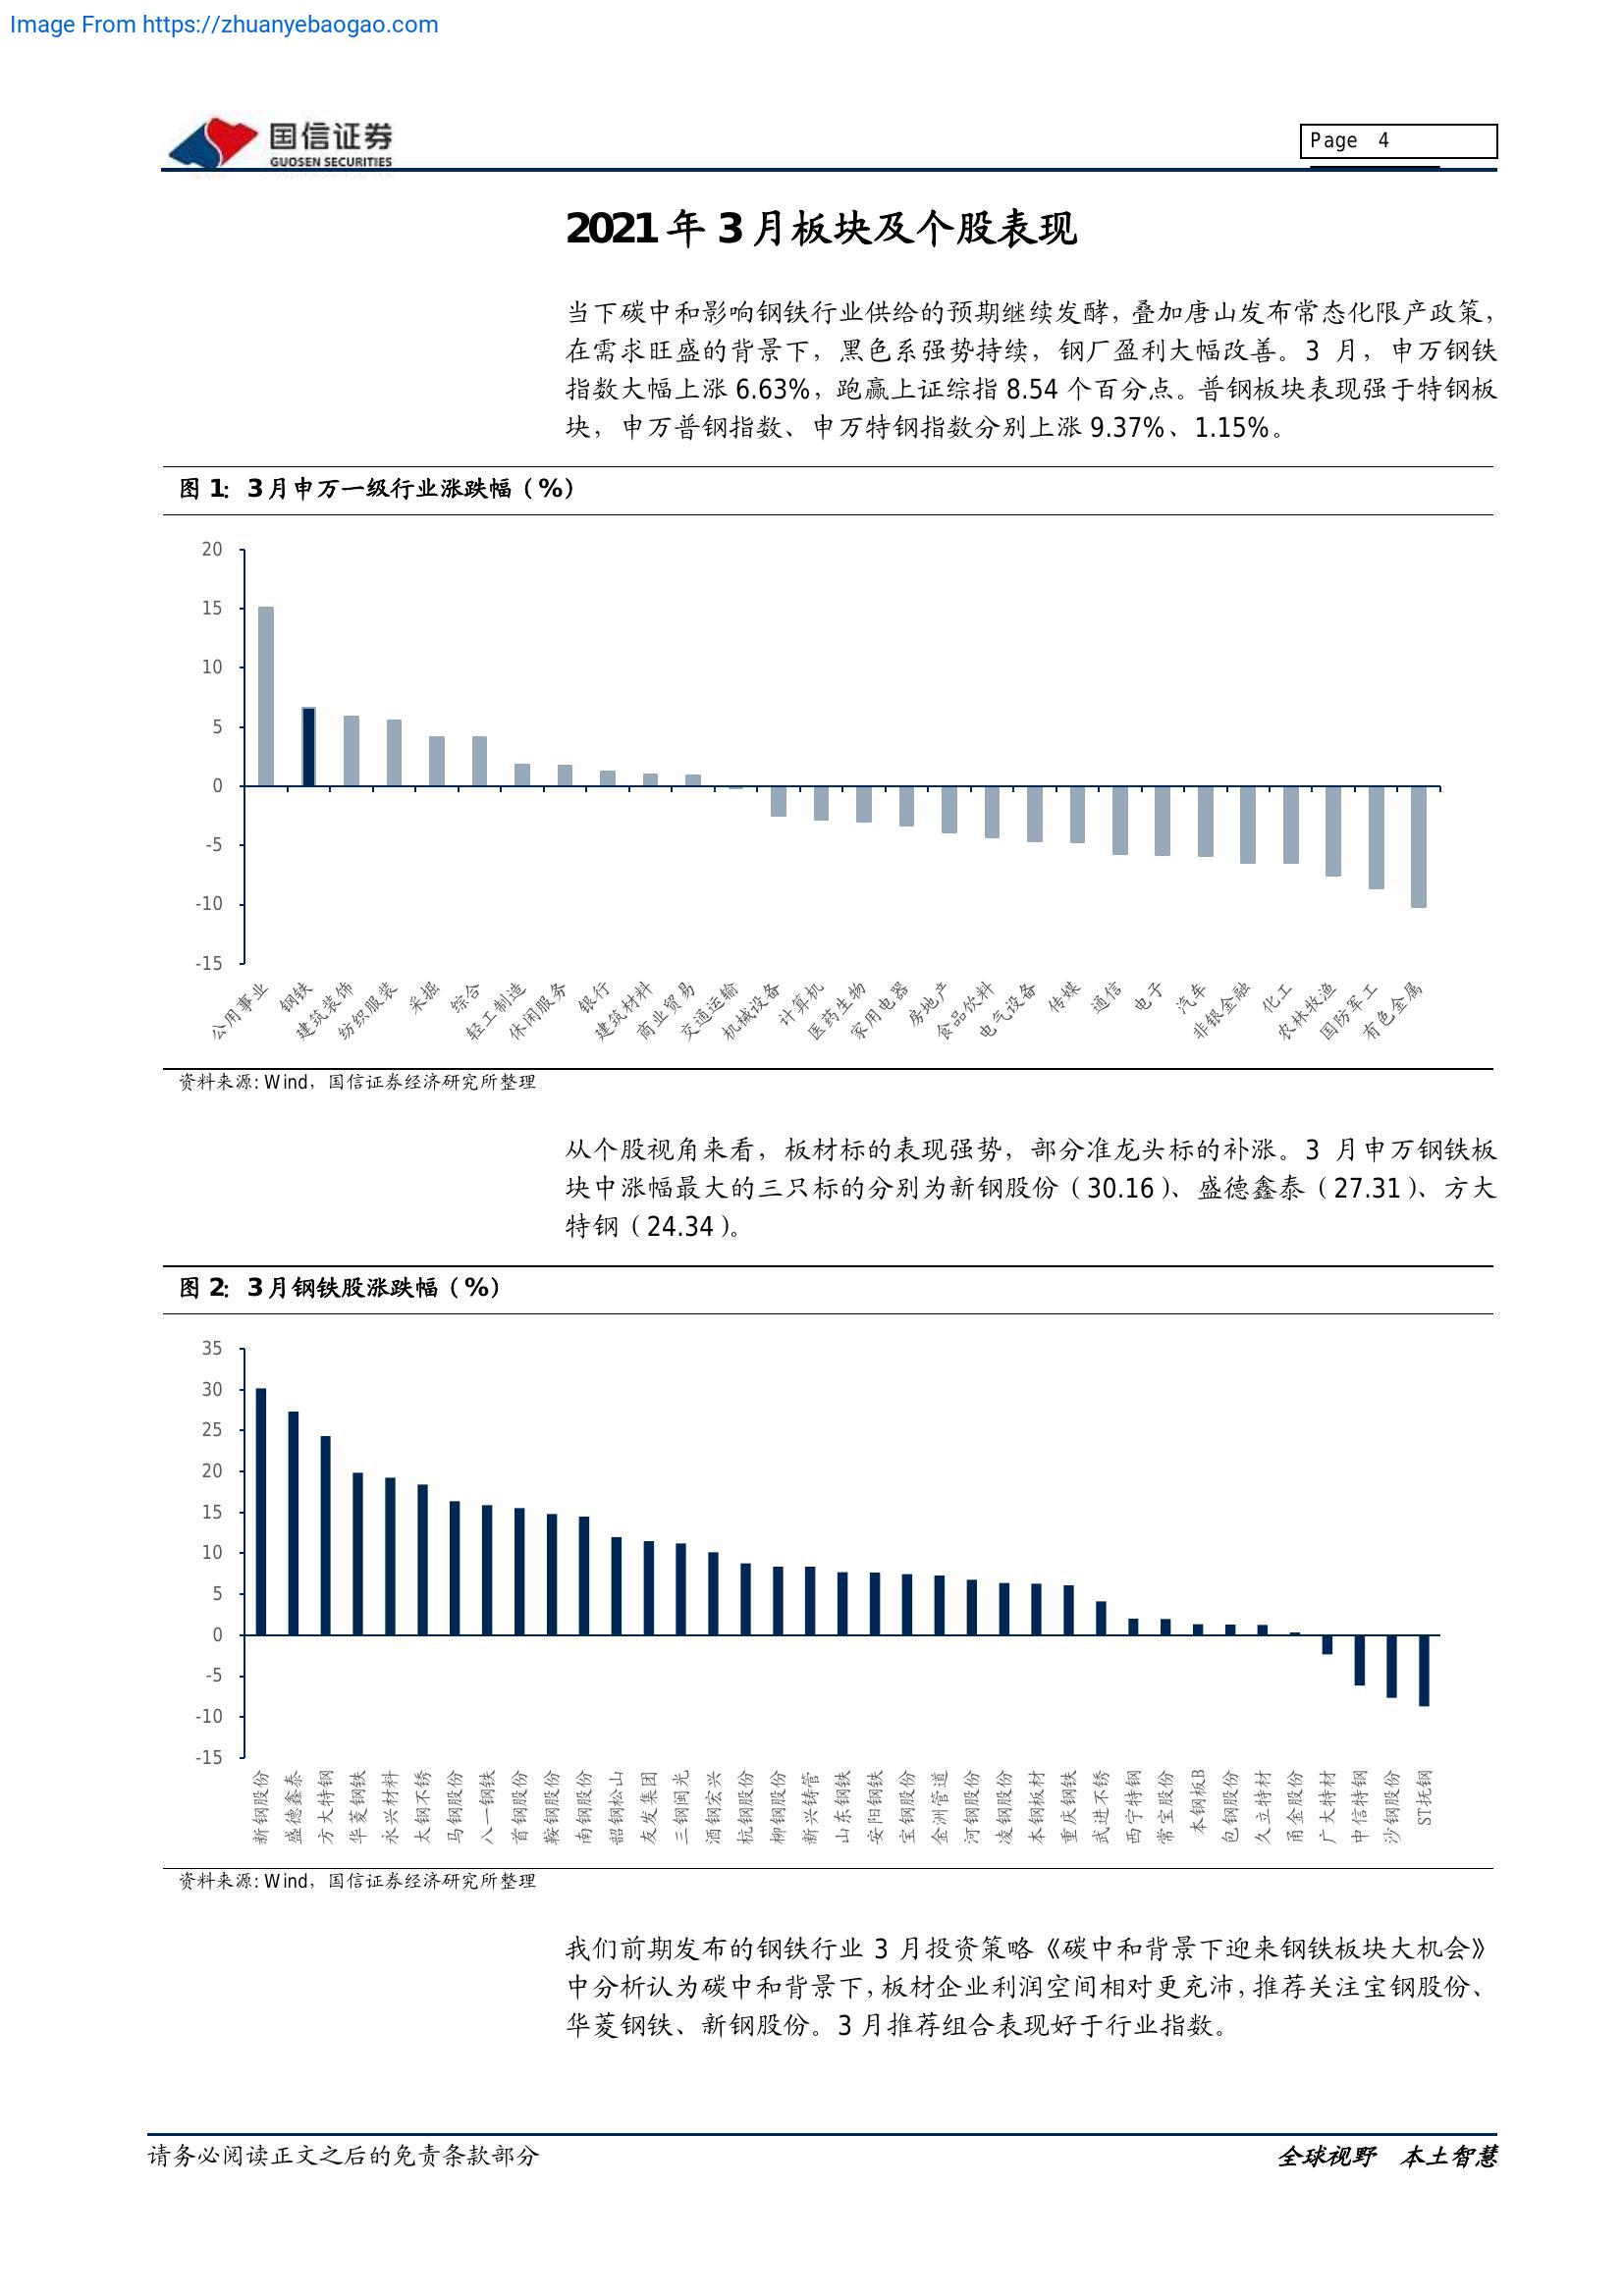 Image From https://zhuanyebaogao.com
国信证券
GUOSEN SECURITIES
Page 4
2021 年 3 月板块及个股表现
当下碳中和影响钢铁行业供给的预期继续发酵，叠加唐山发布常态化限产政策，
在需求旺盛的背景下，黑色系强势持续，钢厂盈利大幅改善。3 月，申万钢铁
指数大幅上涨 6.63%，跑赢上证综指 8.54 个百分点。普钢板块表现强于特钢板
块，申万普钢指数、申万特钢指数分别上涨 9.37%、1.15%。
图 1：3 月申万一级行业涨跌幅（%）
20
15
10
5
0
-5
-10
-15
公用事业
钢铁
建筑装饰
纺织服装
采掘
综合
轻工制造
休闲服务
银行
建筑材料
商业贸易
交通运输
机械设备
计算机
医药生物
家用电器
房地产
食品饮料
电气设备
传媒
通信
电子
汽车
非银金融
化工
农林牧渔
国防军工
有色金属
资料来源：Wind，国信证券经济研究所整理
从个股视角来看，板材标的表现强势，部分准龙头标的补涨。3 月申万钢铁板
块中涨幅最大的三只标的分别为新钢股份（30.16）、盛德鑫泰（27.31）、方大
特钢（24.34）。
图 2：3 月钢铁股涨跌幅（%）
35
30
25
20
15
10
5
0
-5
-10
-15
新钢股份
盛德鑫泰
方大特钢
华菱钢铁
永兴材料
太钢不锈
马钢股份
八一钢铁
首钢股份
鞍钢股份
南钢股份
韶钢松山
友发集团
三钢闽光
酒钢宏兴
杭钢股份
柳钢股份
新兴铸管
山东钢铁
安阳钢铁
宝钢股份
金洲管道
河钢股份
凌钢股份
本钢板材
重庆钢铁
武进不锈
西宁特钢
常宝股份
本钢板B
包钢股份
久立特材
甬金股份
广大特材
中信特钢
沙钢股份
ST抚钢
资料来源：Wind，国信证券经济研究所整理
我们前期发布的钢铁行业 3 月投资策略《碳中和背景下迎来钢铁板块大机会》
中分析认为碳中和背景下，板材企业利润空间相对更充沛，推荐关注宝钢股份、
华菱钢铁、新钢股份。3 月推荐组合表现好于行业指数。
请务必阅读正文之后的免责条款部分
全球视野 本土智慧